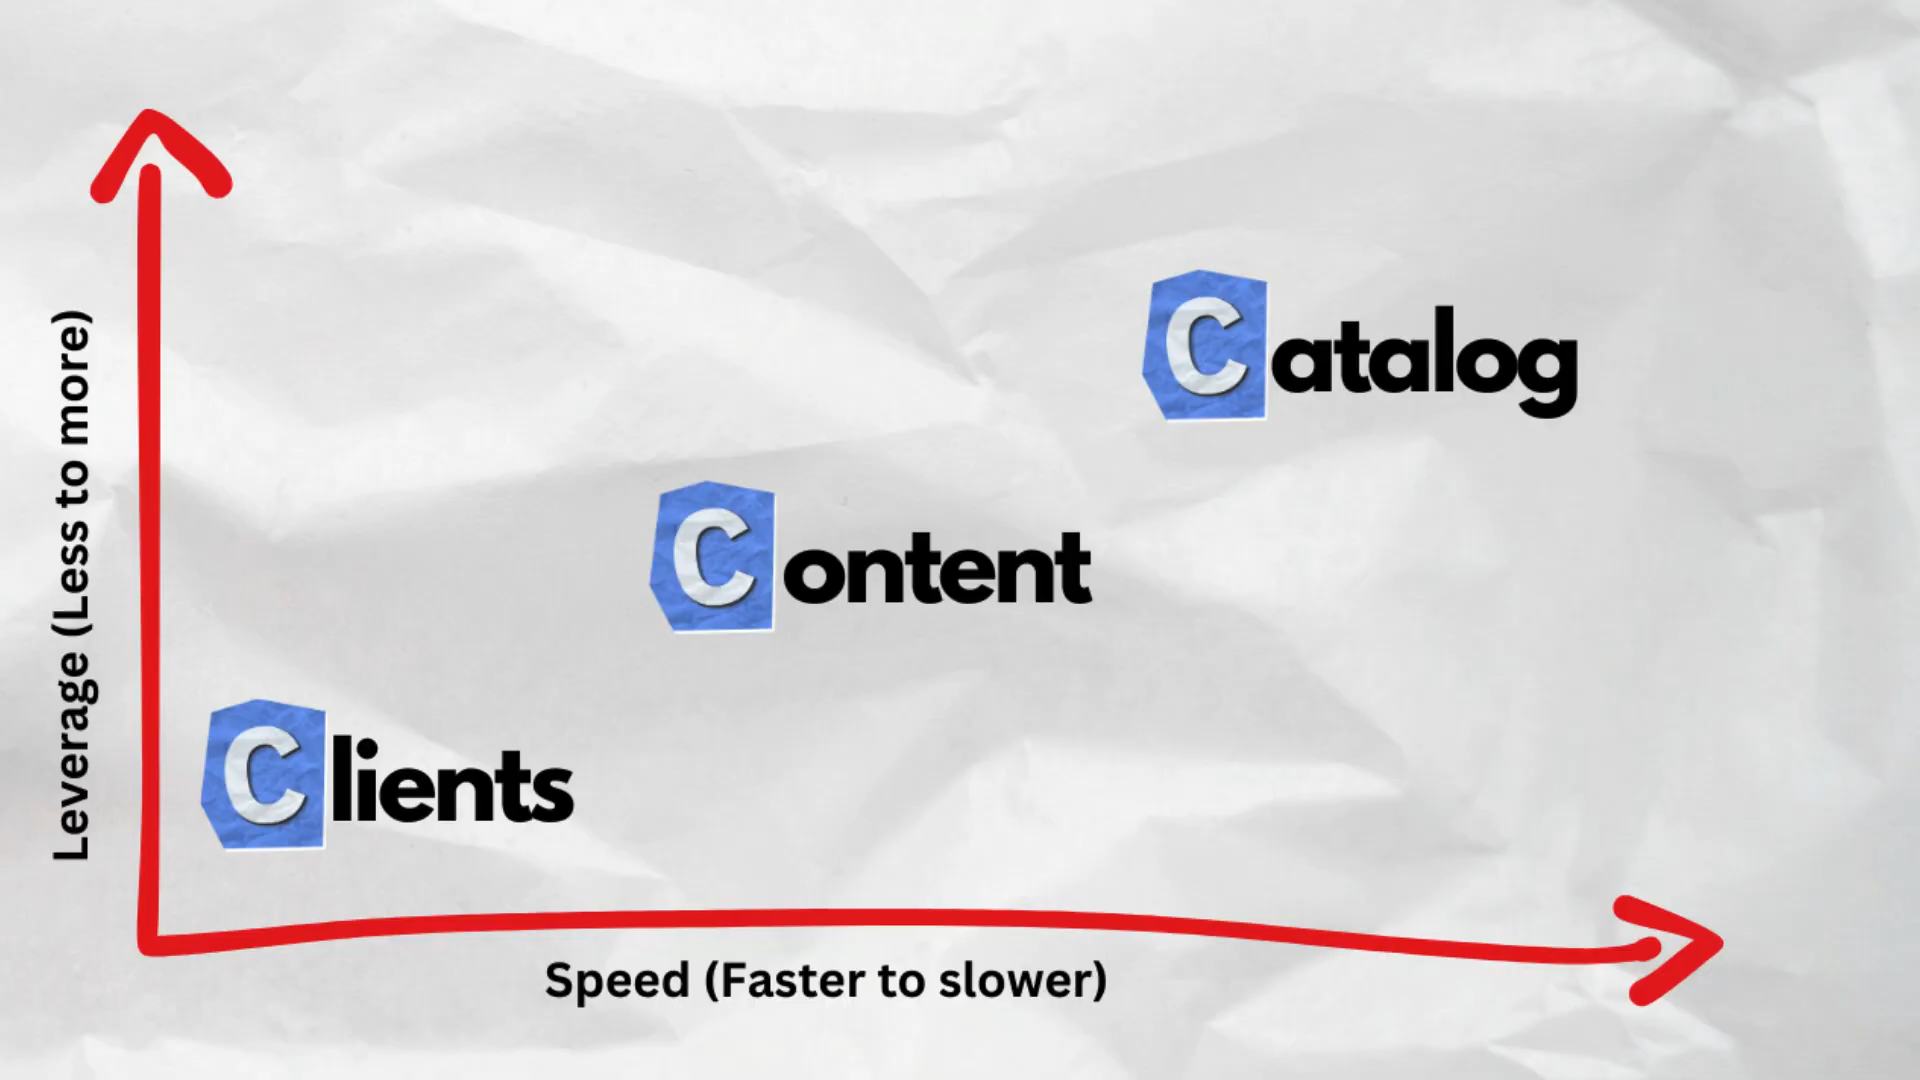 Leverage (Less to more)
Catalog
Content
Clients
Speed (Faster to slower)